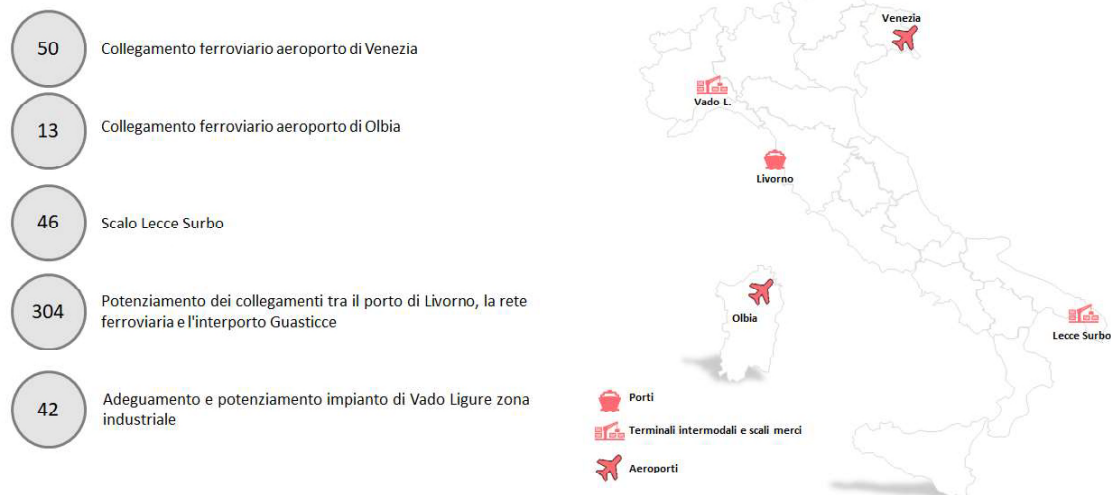 50
Collegamento ferroviario aeroporto di Venezia
13
Collegamento ferroviario aeroporto di Olbia
46
Scalo Lecce Surbo
304
Potenziamento dei collegamenti tra il porto di Livorno, la rete
ferroviaria e l'interporto Guasticce
42
Adeguamento e potenziamento impianto di Vado Ligure zona
industriale
Venezia
Vado L.
Livorno
Olbia
Lecce Surbo
Porti
Terminali intermodali e scali merci
Aeroporti